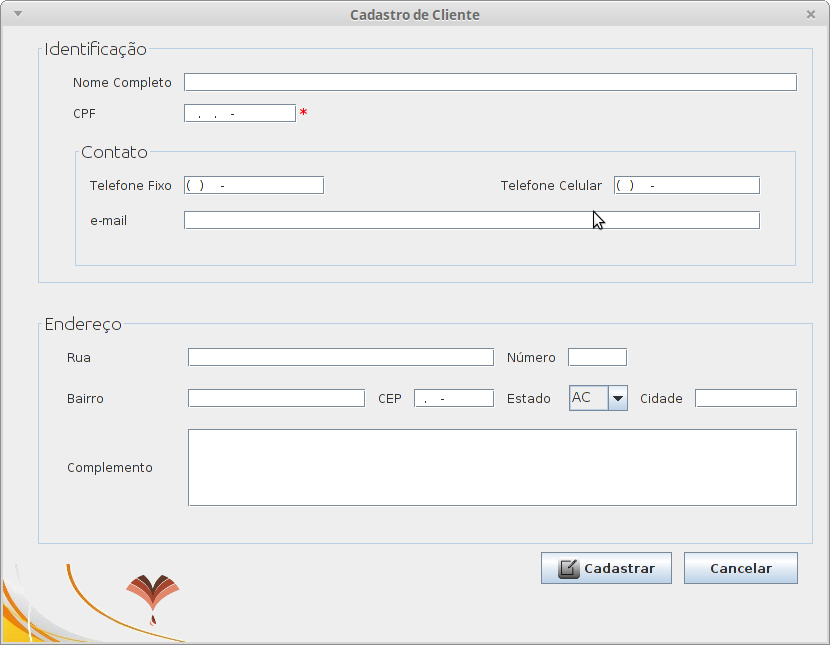 Cadastro de Cliente
Identificação
Nome Completo
CPF . . - *
Contato
Telefone Fixo ( ) - Telefone Celular ( ) -
e-mail
Endereço
Rua Número
Bairro CEP . - Estado AC Cidade
Complemento
Cadastrar Cancelar